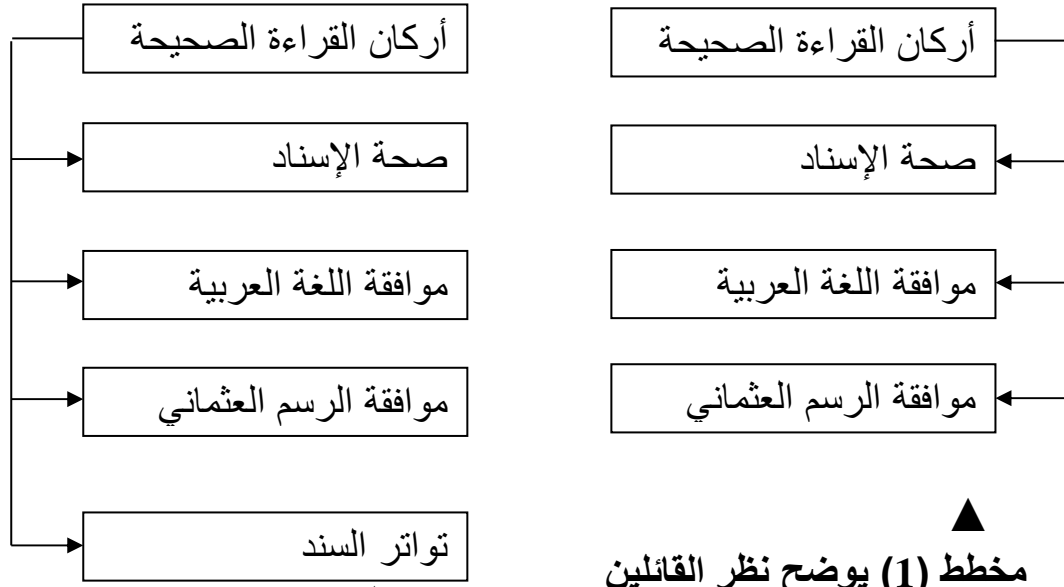 أركان القراءة الصحيحة
صحة الإسناد
موافقة اللغة العربية
موافقة الرسم العثماني
▲
مخطط (1) يوضح نظر القائلين
أركان القراءة الصحيحة
صحة الإسناد
موافقة اللغة العربية
موافقة الرسم العثماني
تواتر السند